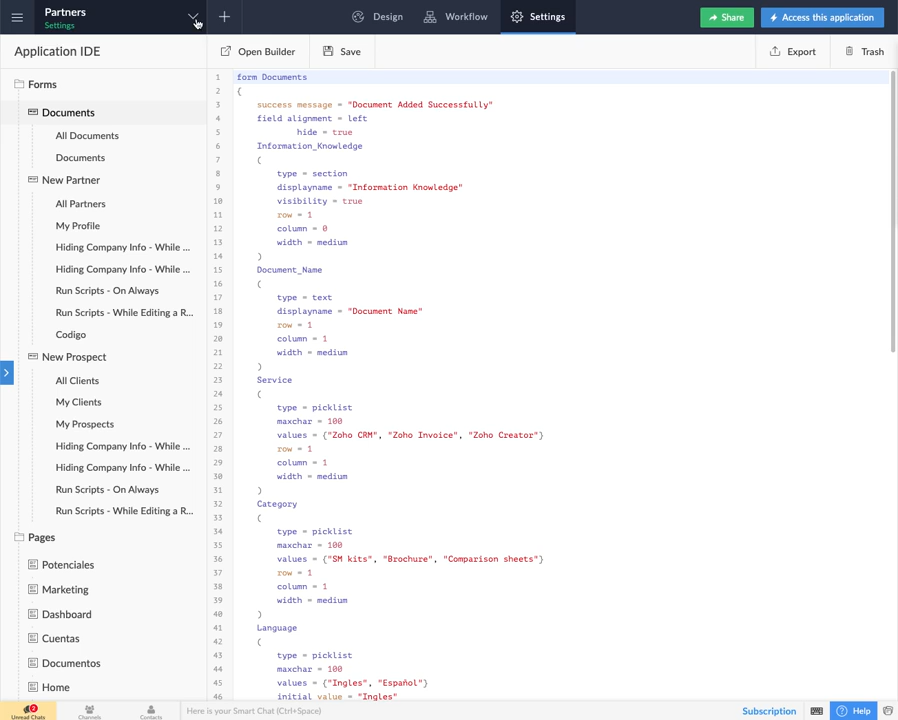 Partners
Settings
Design
Workflow
Settings
Share
Access this application
Application IDE
Open Builder
Save
Export
Trash
Forms
Documents
All Documents
Documents
New Partner
All Partners
My Profile
Hiding Company Info - While ...
Hiding Company Info - While ...
Run Scripts - On Always
Run Scripts - While Editing a R...
Codigo
New Prospect
All Clients
My Clients
My Prospects
Hiding Company Info - While ...
Hiding Company Info - While ...
Run Scripts - On Always
Run Scripts - While Editing a R...
Pages
Potenciales
Marketing
Dashboard
Cuentas
Documentos
Home
1 form Documents
2 {
3 success message = "Document Added Successfully"
4 field alignment = left
5 hide = true
6 Information_Knowledge
7 (
8 type = section
9 displayname = "Information Knowledge"
10 visibility = true
11 row = 1
12 column = 0
13 width = medium
14 )
15 Document_Name
16 (
17 type = text
18 displayname = "Document Name"
19 row = 1
20 column = 1
21 width = medium
22 )
23 Service
24 (
25 type = picklist
26 maxchar = 100
27 values = {"Zoho CRM", "Zoho Invoice", "Zoho Creator"}
28 row = 1
29 column = 1
30 width = medium
31 )
32 Category
33 (
34 type = picklist
35 maxchar = 100
36 values = {"SM kits", "Brochure", "Comparison sheets"}
37 row = 1
38 column = 1
39 width = medium
40 )
41 Language
42 (
43 type = picklist
44 maxchar = 100
45 values = {"Ingles", "Español"}
46 initial value = "Ingles"
2
Unread Chats
Channels
Contacts
Here is your Smart Chat (Ctrl+Space)
Subscription
Help